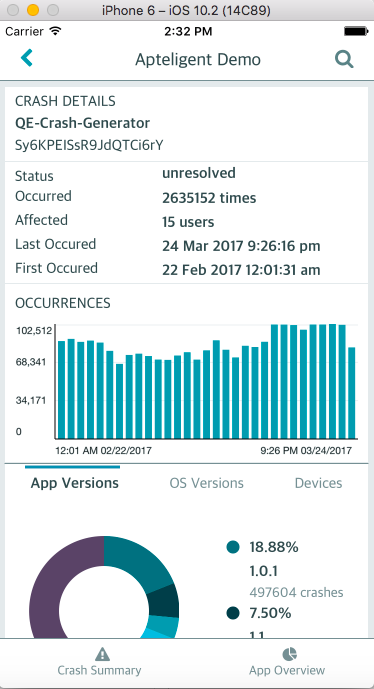 iPhone 6 – iOS 10.2 (14C89)
Carrier 2:32 PM
Apteligent Demo
CRASH DETAILS
QE-Crash-Generator
Sy6KPEISsR9JdQTCi6rY
Status unresolved
Occurred 2635152 times
Affected 15 users
Last Occured 24 Mar 2017 9:26:16 pm
First Occured 22 Feb 2017 12:01:31 am
OCCURRENCES
102,512
68,341
34,171
0
12:01 AM 02/22/2017 9:26 PM 03/24/2017
App Versions OS Versions Devices
18.88%
1.0.1
497604 crashes
7.50%
1.1
Crash Summary App Overview